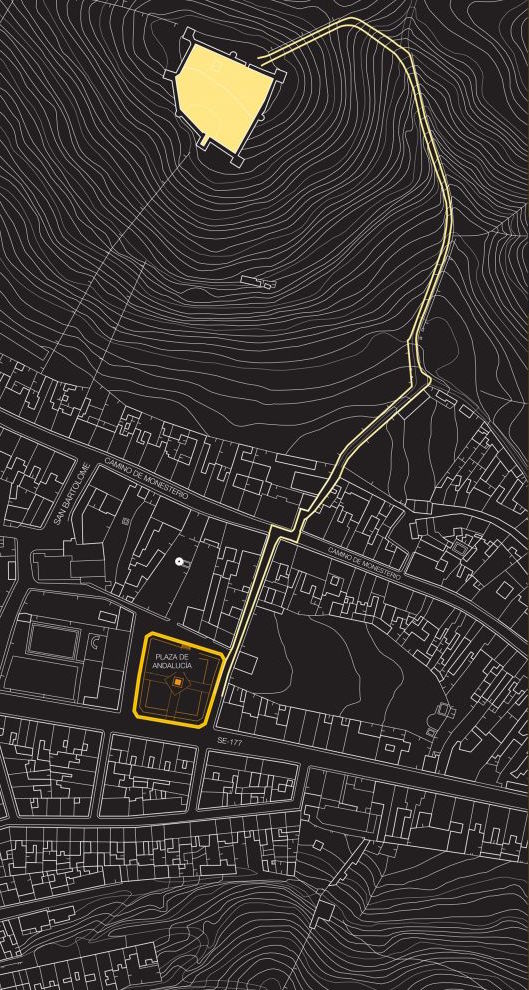 SAN BARTOLOME
CAMINO DE MONESTERIO
CAMINO DE MONESTERIO
PLAZA DE
ANDALUCÍA
SE-177